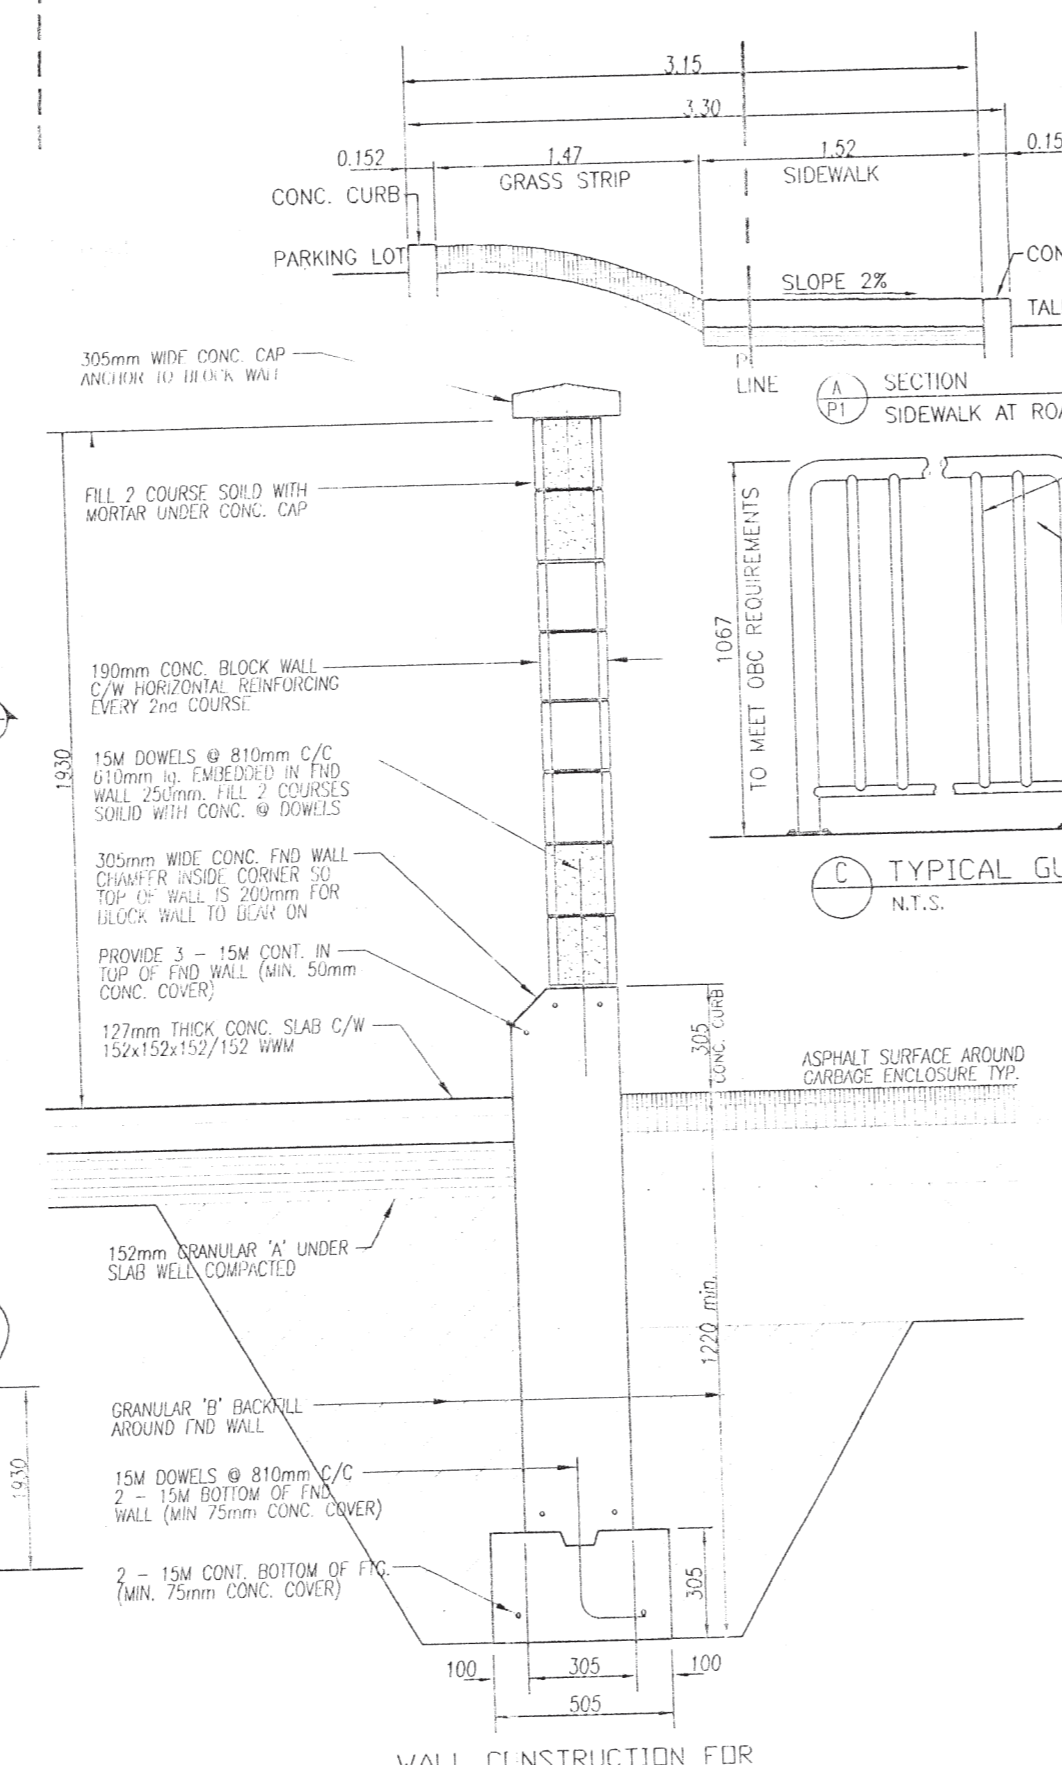 3.15
3.30
0.152
1.47
1.52
0.15
GRASS STRIP
SIDEWALK
CONC. CURB
PARKING LOT
SLOPE 2%
CON
TAL
LINE
A
P1
SECTION
SIDEWALK AT ROA
305mm WIDE CONC. CAP
ANCHOR TO BLOCK WALL
FILL 2 COURSE SOILD WITH
MORTAR UNDER CONC. CAP
190mm CONC. BLOCK WALL
C/W HORIZONTAL REINFORCING
EVERY 2nd COURSE
1930
15M DOWELS @ 810mm C/C
610mm lg. EMBEDDED IN FND
WALL 250mm. FILL 2 COURSES
SOILID WITH CONC. @ DOWELS
305mm WIDE CONC. FND WALL
CHAMFER INSIDE CORNER SO
TOP OF WALL IS 200mm FOR
BLOCK WALL TO BEAR ON
PROVIDE 3 - 15M CONT. IN
TOP OF FND WALL (MIN. 50mm
CONC. COVER)
127mm THICK CONC. SLAB C/W
152x152x152/152 WWM
1067
TO MEET OBC REQUIREMENTS
C
TYPICAL GU
N.T.S.
305
CONC. CURB
ASPHALT SURFACE AROUND
GARBAGE ENCLOSURE TYP.
152mm GRANULAR 'A' UNDER
SLAB WELL COMPACTED
1220 min.
GRANULAR 'B' BACKFILL
AROUND FND WALL
1930
15M DOWELS @ 810mm C/C
2 - 15M BOTTOM OF FND
WALL (MIN 75mm CONC. COVER)
2 - 15M CONT. BOTTOM OF FTG.
(MIN. 75mm CONC. COVER)
305
100
305
100
505
WALL CONSTRUCTION FOR